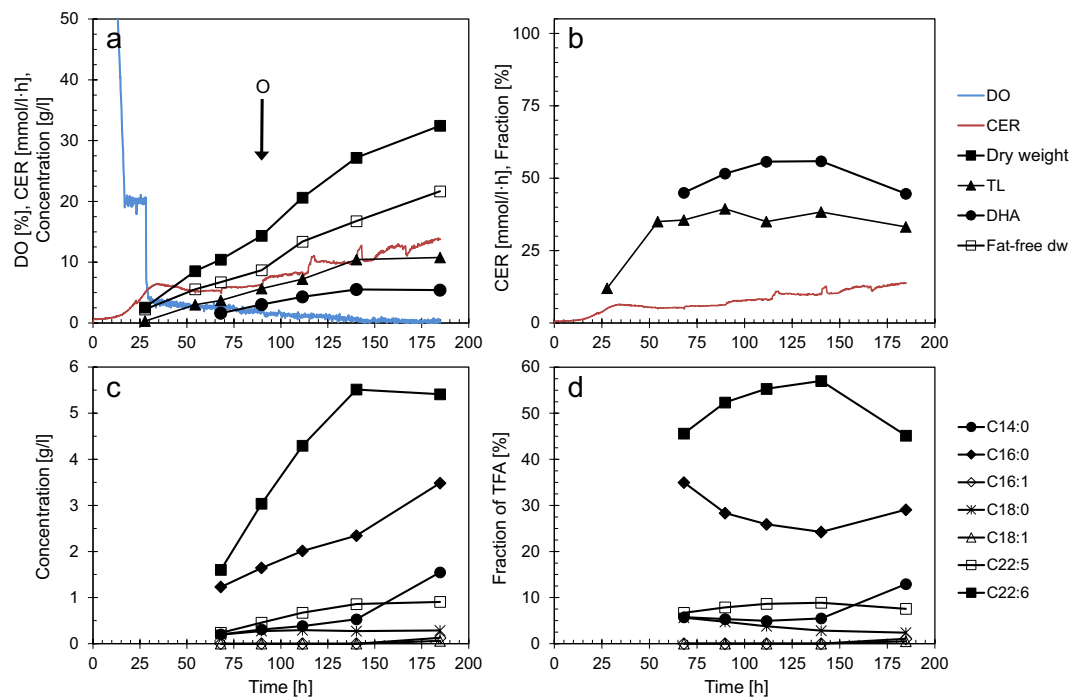 a
O
DO [%], CER [mmol/l·h],
Concentration [g/l]
50
40
30
20
10
0
0 25 50 75 100 125 150 175 200
b
CER [mmol/l·h], Fraction [%]
100
75
50
25
0
0 25 50 75 100 125 150 175 200
DO
CER
Dry weight
TL
DHA
Fat-free dw
c
Concentration [g/l]
6
5
4
3
2
1
0
0 25 50 75 100 125 150 175 200
Time [h]
d
Fraction of TFA [%]
60
50
40
30
20
10
0
0 25 50 75 100 125 150 175 200
Time [h]
C14:0
C16:0
C16:1
C18:0
C18:1
C22:5
C22:6